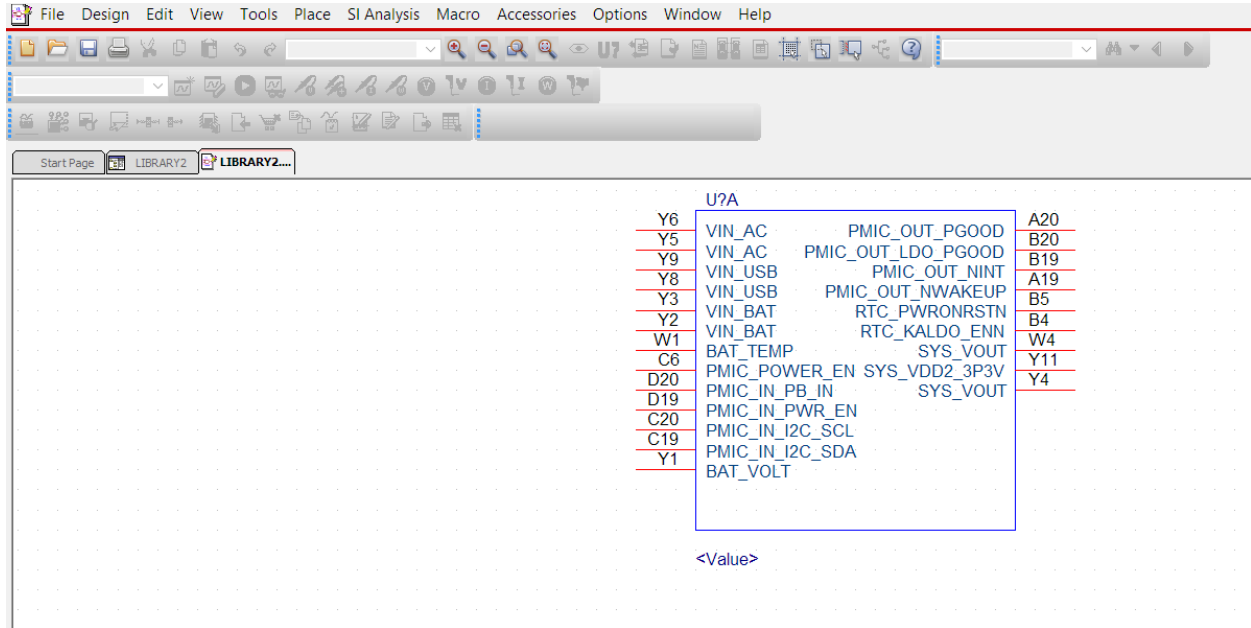 File Design Edit View Tools Place SI Analysis Macro Accessories Options Window Help
U?
Start Page LIBRARY2 LIBRARY2....
U?A
Y6 VIN_AC PMIC_OUT_PGOOD A20
Y5 VIN_AC PMIC_OUT_LDO_PGOOD B20
Y9 VIN_USB PMIC_OUT_NINT B19
Y8 VIN_USB PMIC_OUT_NWAKEUP A19
Y3 VIN_BAT RTC_PWRONRSTN B5
Y2 VIN_BAT RTC_KALDO_ENN B4
W1 BAT_TEMP SYS_VOUT W4
C6 PMIC_POWER_EN SYS_VDD2_3P3V Y11
D20 PMIC_IN_PB_IN SYS_VOUT Y4
D19 PMIC_IN_PWR_EN
C20 PMIC_IN_I2C_SCL
C19 PMIC_IN_I2C_SDA
Y1 BAT_VOLT
<Value>